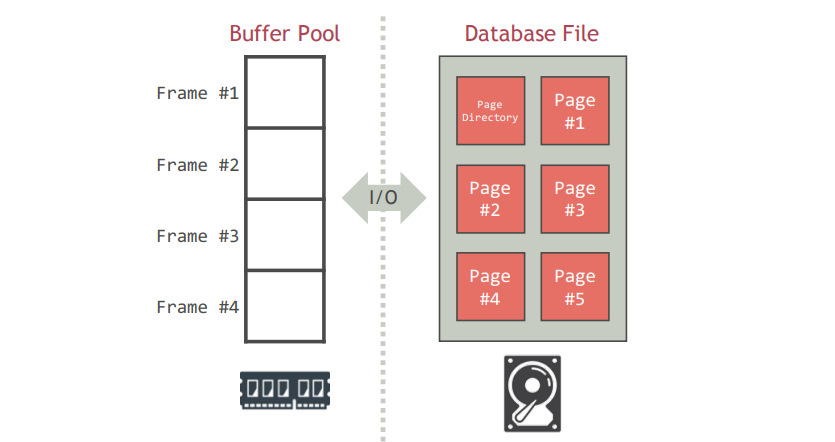 Buffer Pool
Frame #1
Frame #2
Frame #3
Frame #4
I/O
Database File
Page
Directory
Page
#1
Page
#2
Page
#3
Page
#4
Page
#5